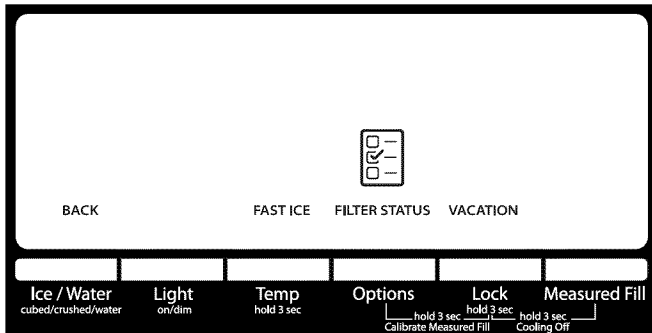 BACK FAST ICE FILTER STATUS VACATION
Ice / Water Light Temp Options Lock Measured Fill
cubed/crushed/water on/dim hold 3 sec hold 3 sec
hold 3 sec hold 3 sec
Calibrate Measured Fill Cooling Off